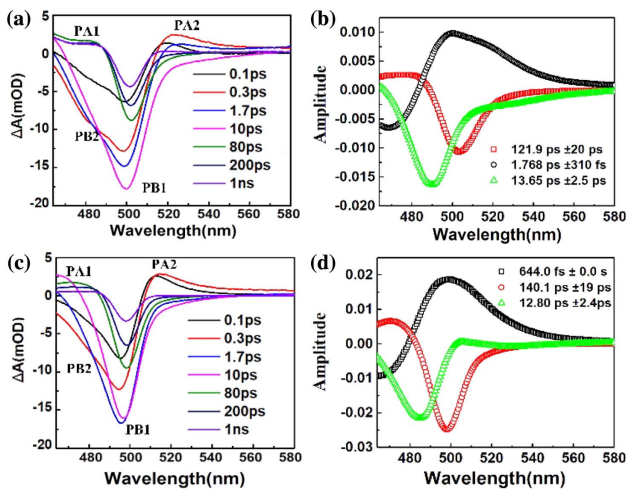 (a)
PA1
PA2
PB2
PB1
0.1ps
0.3ps
1.7ps
10ps
80ps
200ps
1ns
5
0
-5
-10
-15
-20
ΔA(mOD)
480 500 520 540 560 580
Wavelength(nm)
(b)
0.010
0.005
0.000
-0.005
-0.010
-0.015
-0.020
Amplitude
121.9 ps ±20 ps
1.768 ps ±310 fs
13.65 ps ±2.5 ps
480 500 520 540 560 580
Wavelength(nm)
(c)
PA1
PA2
PB2
PB1
0.1ps
0.3ps
1.7ps
10ps
80ps
200ps
1ns
5
0
-5
-10
-15
-20
-25
ΔA(mOD)
480 500 520 540 560 580
Wavelength(nm)
(d)
644.0 fs ± 0.0 s
140.1 ps ±19 ps
12.80 ps ±2.4ps
0.02
0.01
0.00
-0.01
-0.02
-0.03
Amplitude
480 500 520 540 560 580
Wavelength(nm)